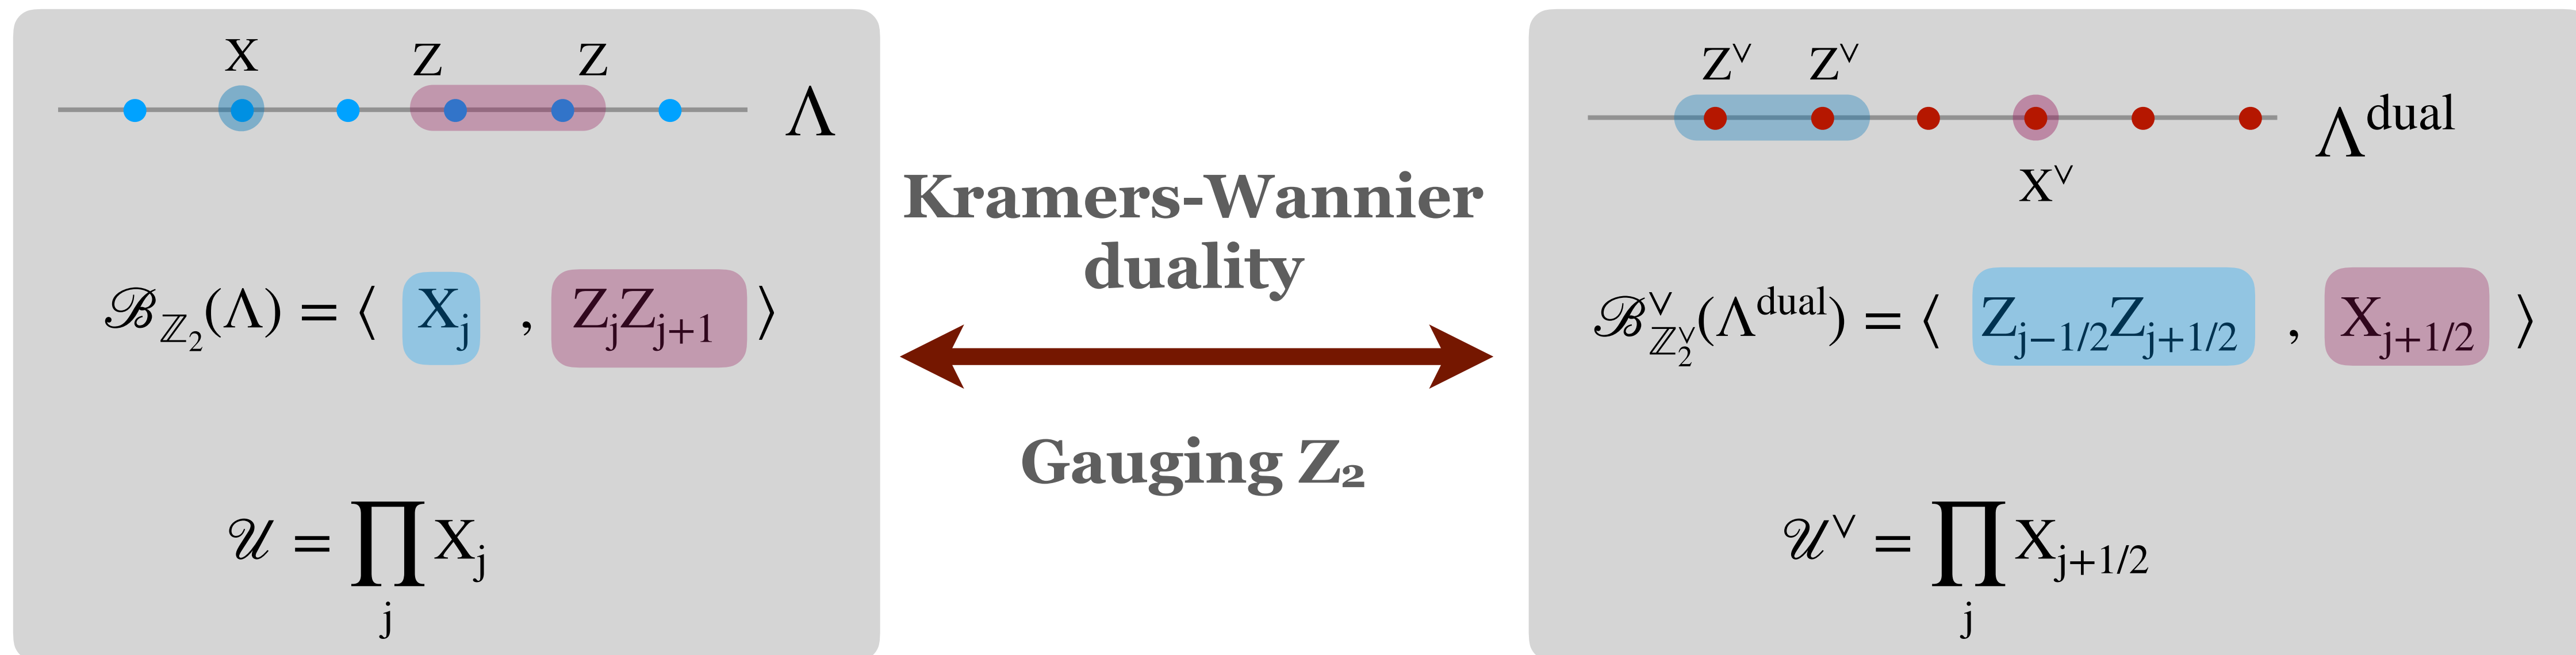 X Z Z
Λ
ℬ_{ℤ₂}(Λ) = ⟨ X_j , Z_jZ_{j+1} ⟩
𝒰 = ∏_j X_j
Kramers-Wannier
duality
Gauging Z₂
Z^∨ Z^∨
Λ^{dual}
X^∨
ℬ^∨_{ℤ₂^∨}(Λ^{dual}) = ⟨ Z_{j−1/2}Z_{j+1/2} , X_{j+1/2} ⟩
𝒰^∨ = ∏_j X_{j+1/2}